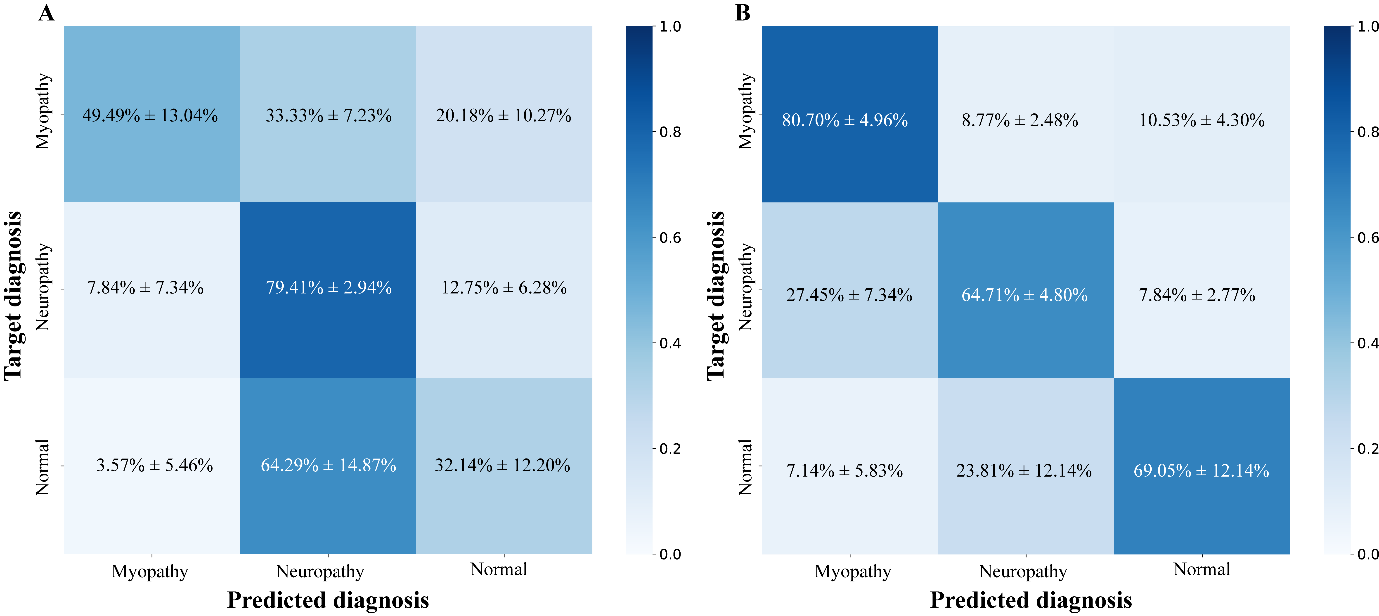 A
Target diagnosis
Myopathy
49.49% ± 13.04%
33.33% ± 7.23%
20.18% ± 10.27%
Neuropathy
7.84% ± 7.34%
79.41% ± 2.94%
12.75% ± 6.28%
Normal
3.57% ± 5.46%
64.29% ± 14.87%
32.14% ± 12.20%
Myopathy
Neuropathy
Normal
Predicted diagnosis
1.0
0.8
0.6
0.4
0.2
0.0
B
Target diagnosis
Myopathy
80.70% ± 4.96%
8.77% ± 2.48%
10.53% ± 4.30%
Neuropathy
27.45% ± 7.34%
64.71% ± 4.80%
7.84% ± 2.77%
Normal
7.14% ± 5.83%
23.81% ± 12.14%
69.05% ± 12.14%
Myopathy
Neuropathy
Normal
Predicted diagnosis
1.0
0.8
0.6
0.4
0.2
0.0